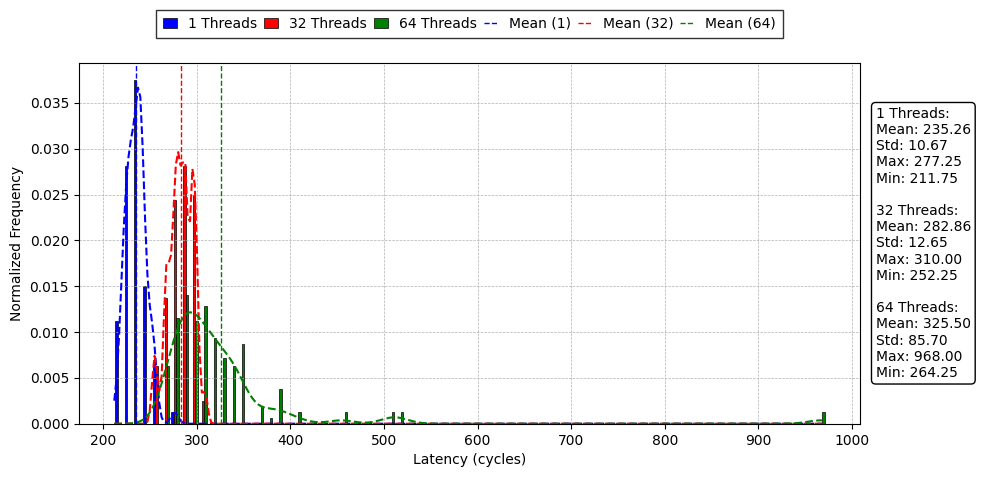 1 Threads 32 Threads 64 Threads Mean (1) Mean (32) Mean (64)
Normalized Frequency
0.035
0.030
0.025
0.020
0.015
0.010
0.005
0.000
200 300 400 500 600 700 800 900 1000
Latency (cycles)
1 Threads:
Mean: 235.26
Std: 10.67
Max: 277.25
Min: 211.75
32 Threads:
Mean: 282.86
Std: 12.65
Max: 310.00
Min: 252.25
64 Threads:
Mean: 325.50
Std: 85.70
Max: 968.00
Min: 264.25